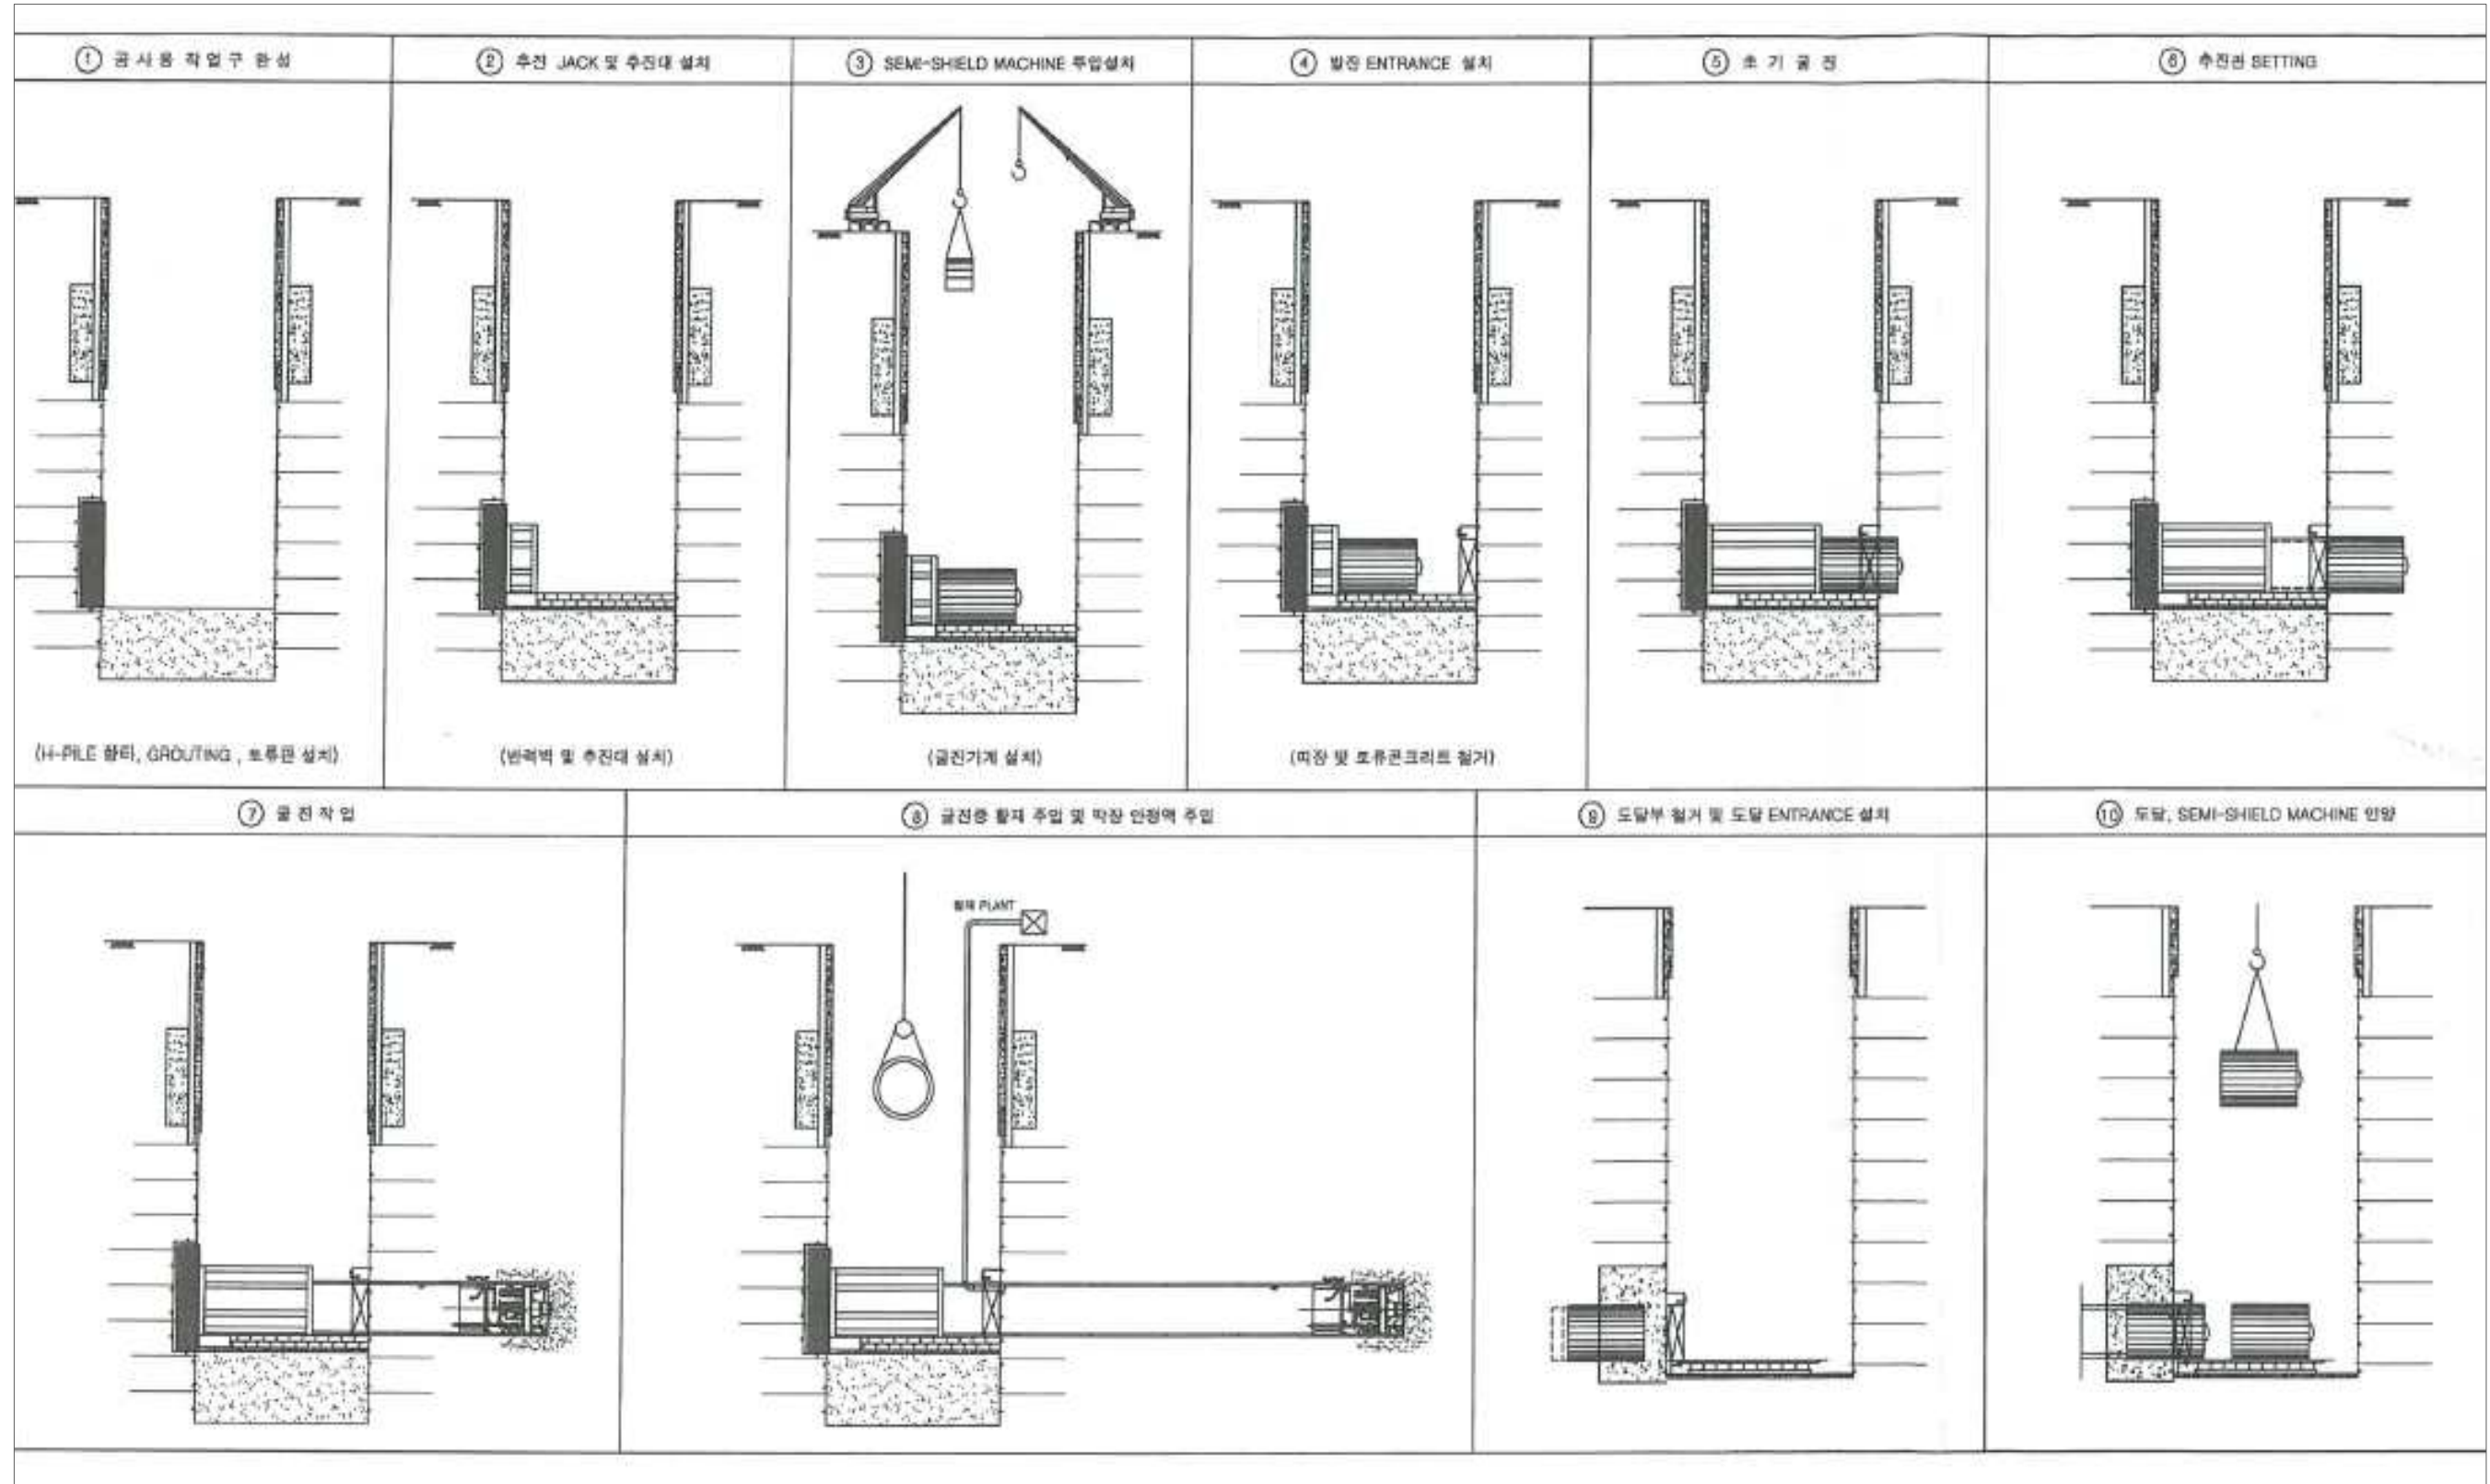 ① 공사용 작업구 완성
② 추진 JACK 및 추진대 설치
③ SEMI-SHIELD MACHINE 투입설치
④ 발진 ENTRANCE 설치
⑤ 초기굴진
⑥ 추진관 SETTING
(H-PILE 항타, GROUTING , 토류판 설치)
(반력벽 및 추진대 설치)
(굴진기계 설치)
(띠장 및 토류콘크리트 철거)
⑦ 굴진작업
⑧ 굴진중 활재 주입 및 막장 안정액 주입
⑨ 도달부 철거 및 도달 ENTRANCE 설치
⑩ 도달, SEMI-SHIELD MACHINE 인양
활재 PLANT